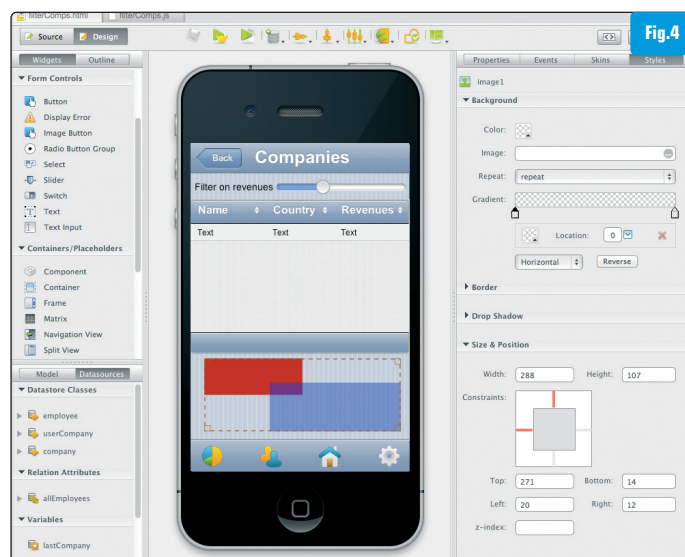 filterComps.html
filterComps.js
Fig.4
Source
Design
Widgets
Outline
Form Controls
Button
Display Error
Image Button
Radio Button Group
Select
Slider
Switch
Text
Text Input
Containers/Placeholders
Component
Container
Frame
Matrix
Navigation View
Split View
Model
Datasources
Datastore Classes
employee
userCompany
company
Relation Attributes
allEmployees
Variables
lastCompany
Back
Companies
Filter on revenues
Name Country Revenues
Text Text Text
Properties
Events
Skins
Styles
image1
Background
Color:
Image:
Repeat: repeat
Gradient:
Location: 0
Horizontal
Reverse
Border
Drop Shadow
Size & Position
Width: 288 Height: 107
Constraints:
Top: 271 Bottom: 14
Left: 20 Right: 12
z-index: